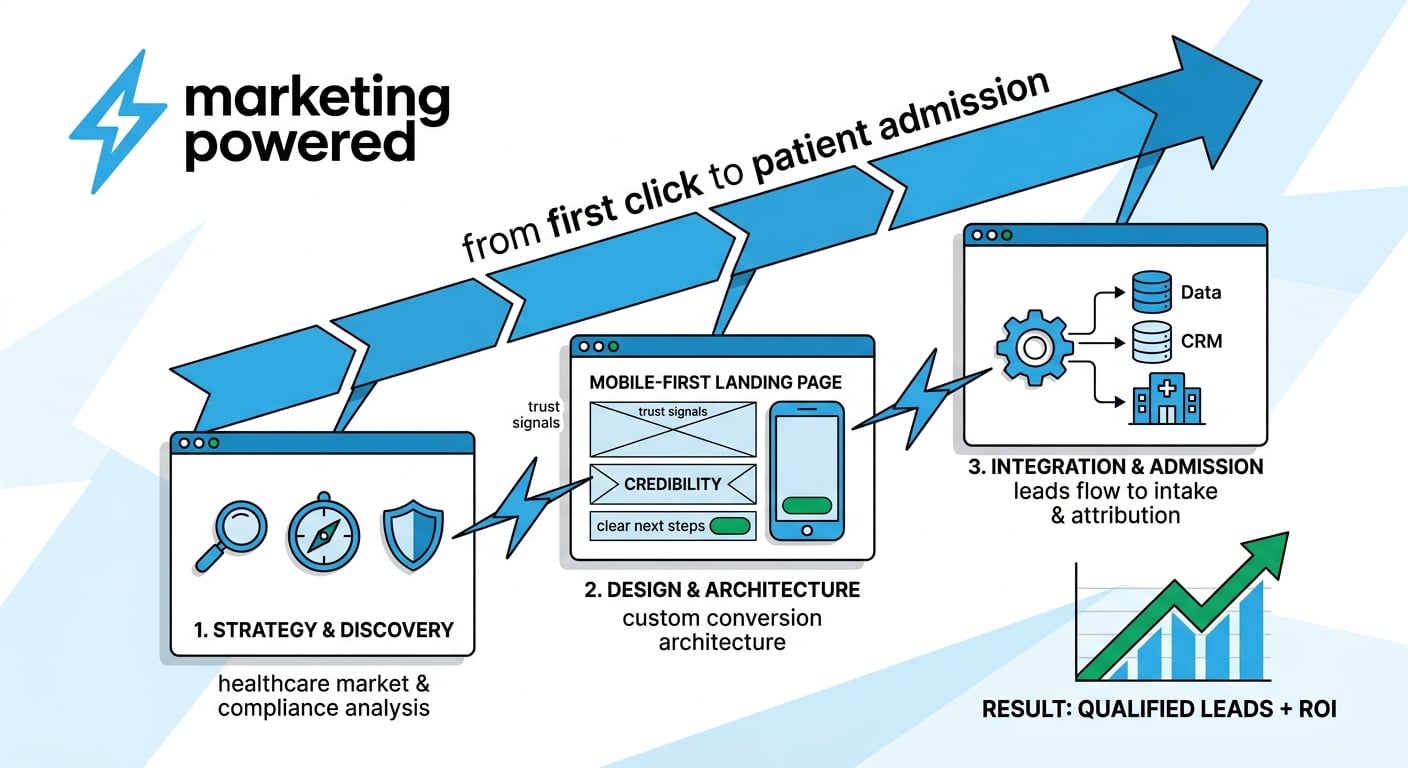 marketing
powered
from first click to patient admission
1. STRATEGY & DISCOVERY
healthcare market &
compliance analysis
trust
signals
MOBILE-FIRST LANDING PAGE
trust signals
CREDIBILITY
clear next steps
2. DESIGN & ARCHITECTURE
custom conversion
architecture
Data
CRM
3. INTEGRATION & ADMISSION
leads flow to intake
& attribution
RESULT: QUALIFIED LEADS + ROI